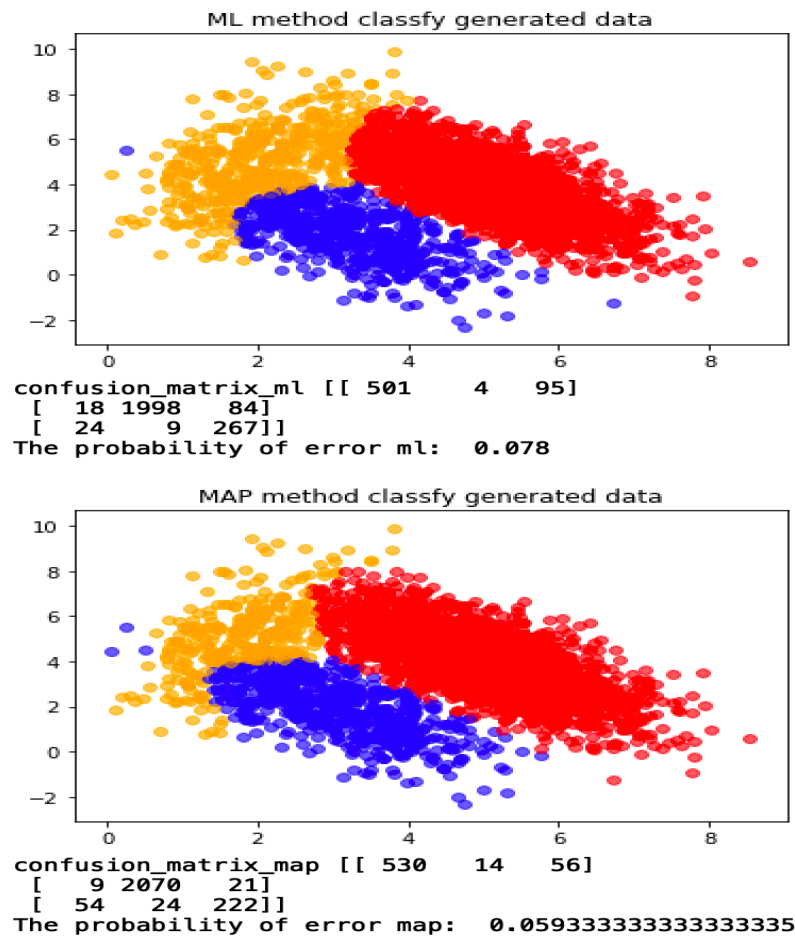 ML method classfy generated data
10
8
6
4
2
0
−2
0 2 4 6 8
confusion_matrix_ml [[ 501 4 95]
[ 18 1998 84]
[ 24 9 267]]
The probability of error ml: 0.078
MAP method classfy generated data
10
8
6
4
2
0
−2
0 2 4 6 8
confusion_matrix_map [[ 530 14 56]
[ 9 2070 21]
[ 54 24 222]]
The probability of error map: 0.059333333333333335